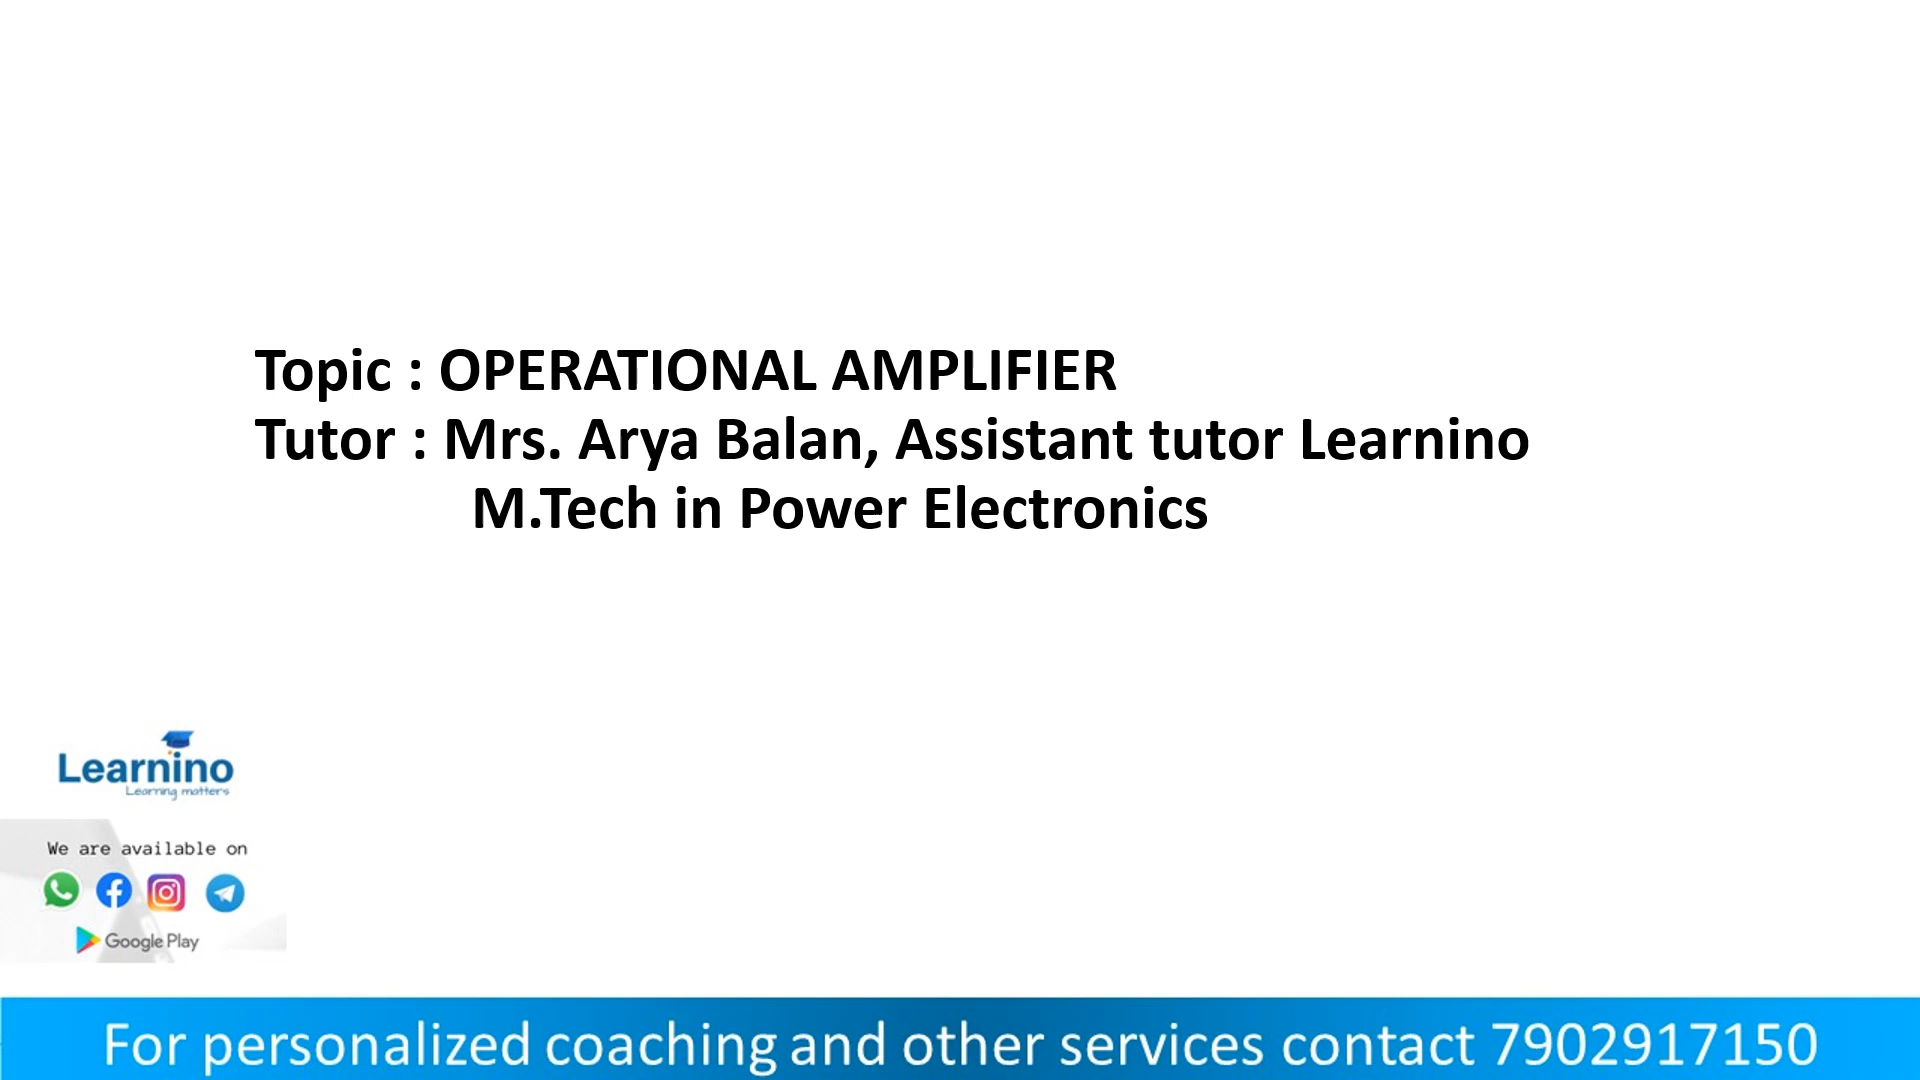 Topic : OPERATIONAL AMPLIFIER
Tutor : Mrs. Arya Balan, Assistant tutor Learnino
M.Tech in Power Electronics
Learnino
Learning matters
We are available on
Google Play
For personalized coaching and other services contact 7902917150